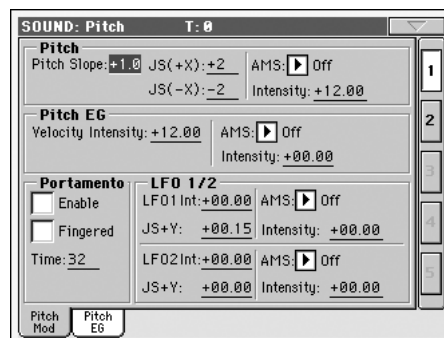 SOUND: Pitch T: 0
Pitch
Pitch Slope: +1.0 JS(+X): +2 AMS: Off
JS(-X): -2 Intensity: +12.00
Pitch EG
Velocity Intensity: +12.00 AMS: Off
Intensity: +00.00
Portamento LFO 1/2
Enable LFO1 Int: +00.00 AMS: Off
Fingered JS+Y: +00.15 Intensity: +00.00
Time: 32 LFO2 Int: +00.00 AMS: Off
JS+Y: +00.00 Intensity: +00.00
1
2
3
4
5
Pitch Mod
Pitch EG